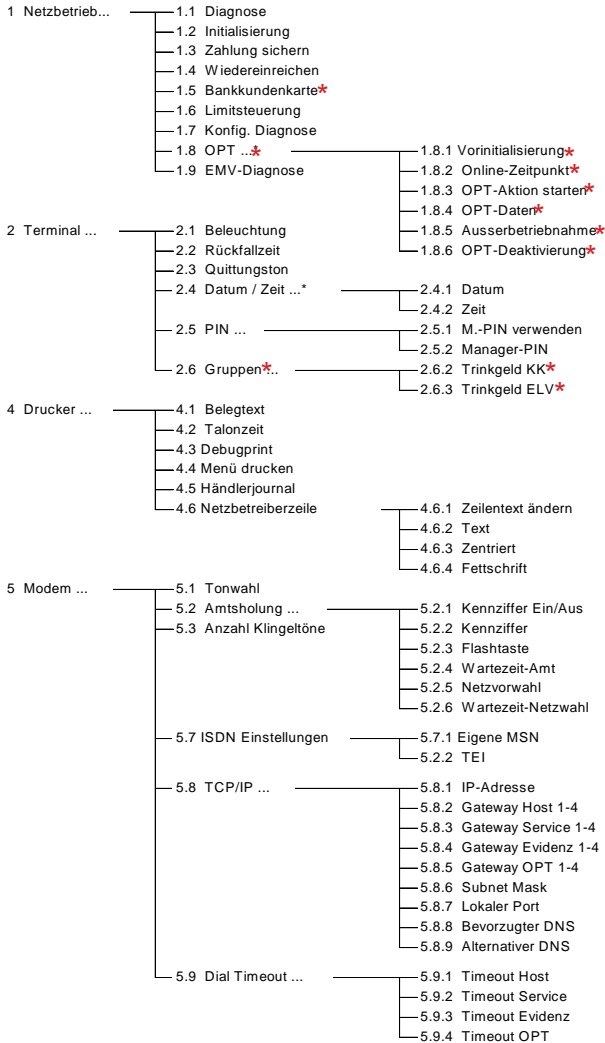 1 Netzbetrieb... 1.1 Diagnose
1.2 Initialisierung
1.3 Zahlung sichern
1.4 Wiedereinreichen
1.5 Bankkundenkarte*
1.6 Limitsteuerung
1.7 Konfig. Diagnose
1.8 OPT ...* 1.8.1 Vorinitialisierung*
1.9 EMV-Diagnose 1.8.2 Online-Zeitpunkt*
1.8.3 OPT-Aktion starten*
1.8.4 OPT-Daten*
2 Terminal ... 2.1 Beleuchtung 1.8.5 Ausserbetriebnahme*
2.2 Rückfallzeit 1.8.6 OPT-Deaktivierung*
2.3 Quittungston
2.4 Datum / Zeit ...* 2.4.1 Datum
2.4.2 Zeit
2.5 PIN ... 2.5.1 M.-PIN verwenden
2.5.2 Manager-PIN
2.6 Gruppen*... 2.6.2 Trinkgeld KK*
2.6.3 Trinkgeld ELV*
4 Drucker ... 4.1 Belegtext
4.2 Talonzeit
4.3 Debugprint
4.4 Menü drucken
4.5 Händlerjournal
4.6 Netzbetreiberzeile 4.6.1 Zeilentext ändern
4.6.2 Text
4.6.3 Zentriert
4.6.4 Fettschrift
5 Modem ... 5.1 Tonwahl
5.2 Amtsholung ... 5.2.1 Kennziffer Ein/Aus
5.3 Anzahl Klingeltöne 5.2.2 Kennziffer
5.2.3 Flashtaste
5.2.4 Wartezeit-Amt
5.2.5 Netzvorwahl
5.2.6 Wartezeit-Netzwahl
5.7 ISDN Einstellungen 5.7.1 Eigene MSN
5.2.2 TEI
5.8 TCP/IP ... 5.8.1 IP-Adresse
5.8.2 Gateway Host 1-4
5.8.3 Gateway Service 1-4
5.8.4 Gateway Evidenz 1-4
5.8.5 Gateway OPT 1-4
5.8.6 Subnet Mask
5.8.7 Lokaler Port
5.8.8 Bevorzugter DNS
5.8.9 Alternativer DNS
5.9 Dial Timeout ... 5.9.1 Timeout Host
5.9.2 Timeout Service
5.9.3 Timeout Evidenz
5.9.4 Timeout OPT